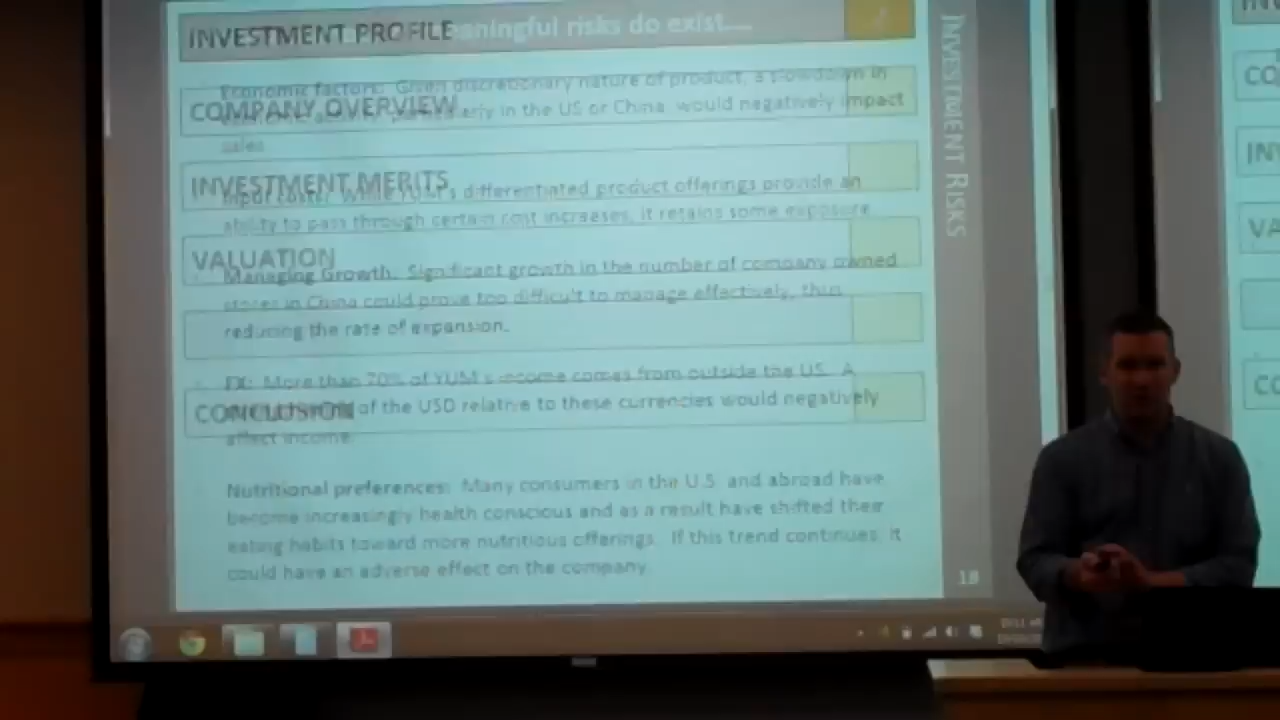 INVESTMENT PROFILE
aningful risks do exist....
Economic factors: Given discretionary nature of product, a slowdown in
COMPANY OVERVIEW
in the US or China would negatively impact
sales
INVESTMENT MERITS
Input costs: While YUM's differentiated product offerings provide an
ability to pass through certain cost increases, it retains some exposure
VALUATION
Managing Growth. Significant growth in the number of company owned
stores in China could prove too difficult to manage effectively, thus
reducing the rate of expansion.
FX: More than 70% of YUM's income comes from outside the US. A
CONCLUSION
of the USD relative to these currencies would negatively
affect income
Nutritional preferences: Many consumers in the U.S. and abroad have
become increasingly health conscious and as a result have shifted their
eating habits toward more nutritious offerings. If this trend continues, it
could have an adverse effect on the company.
INVESTMENT RISKS
18
CO
IN
VA
CO